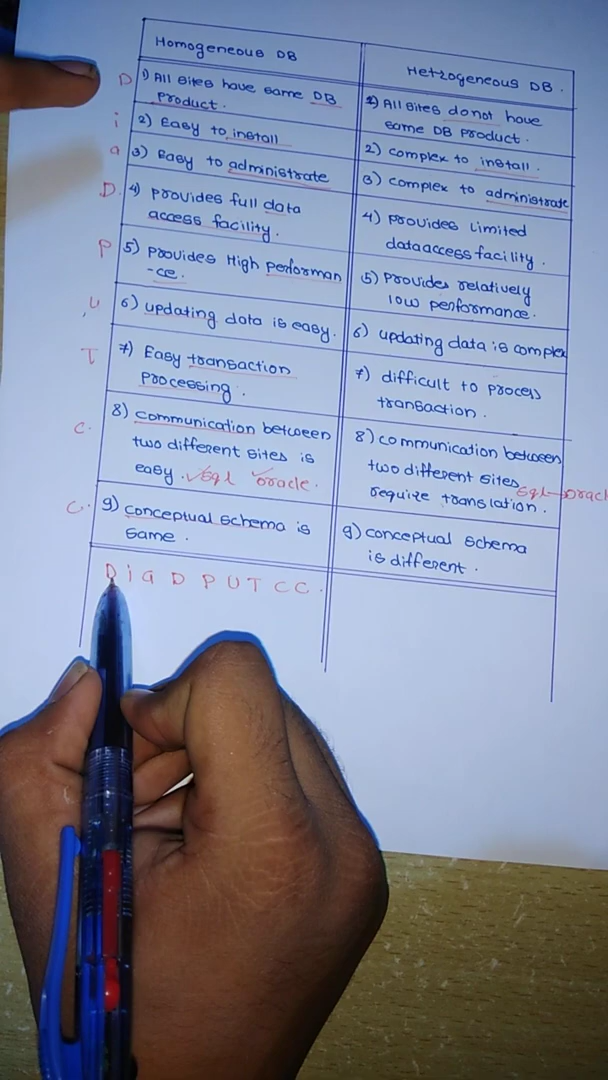 Homogeneous DB
Hetrogeneous DB.
D 1) All sites have same DB
product.
1) All sites donot have
same DB product.
i 2) Easy to install
2) complex to install.
a 3) Easy to administrate
3) complex to administrate
D. 4) provides full data
access facility.
4) provides limited
dataaccess facility.
P 5) provides High performan
-ce.
5) provides relatively
low performance.
U 6) updating data is easy.
6) updating data is complex
T 7) Easy transaction
processing.
7) difficult to process
transaction.
C. 8) communication between
two different sites is
easy. ✓sql ✓oracle.
8) communication between
two different sites sql→oracle
require translation.
C. 9) conceptual schema is
same.
9) conceptual schema
is different.
D i a D P U T C C.